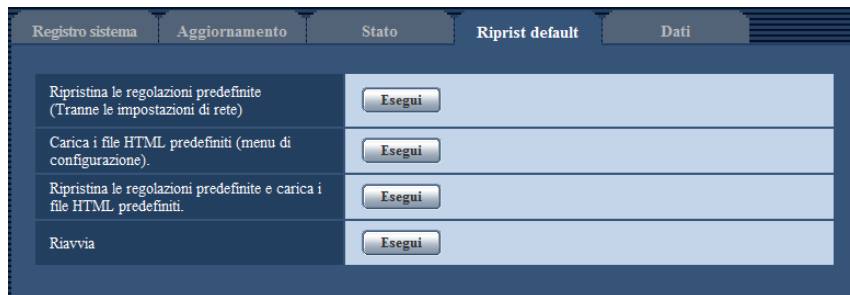 Registro sistema Aggiornamento Stato Riprist default Dati
Ripristina le regolazioni predefinite
(Tranne le impostazioni di rete)
Esegui
Carica i file HTML predefiniti (menu di
configurazione).
Esegui
Ripristina le regolazioni predefinite e carica i
file HTML predefiniti.
Esegui
Riavvia
Esegui